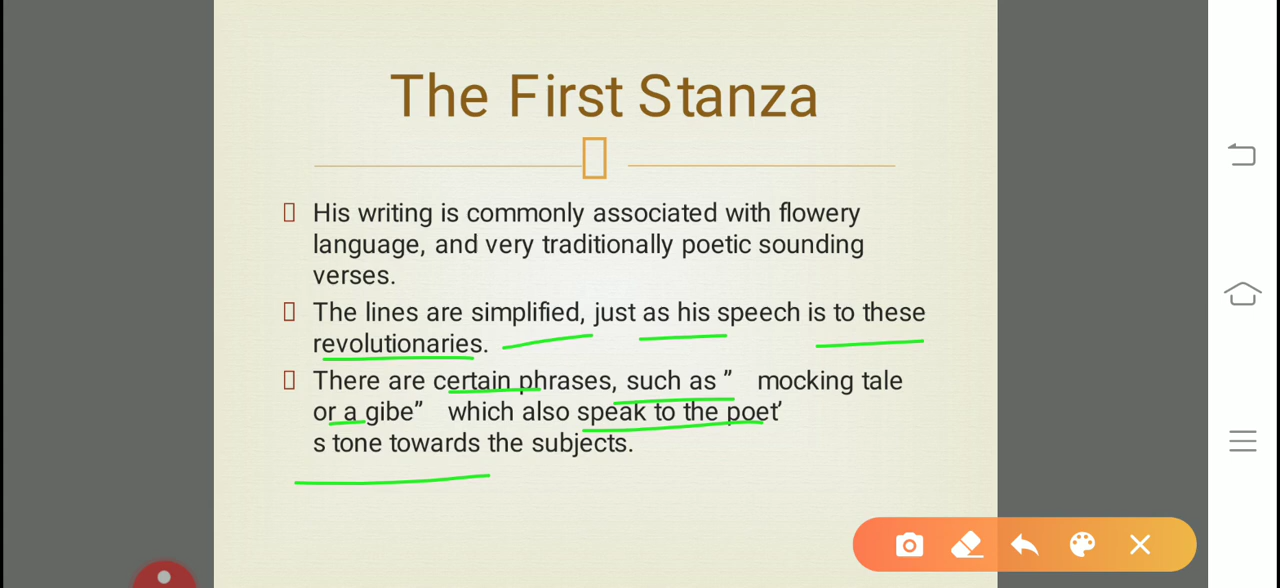 The First Stanza
His writing is commonly associated with flowery
language, and very traditionally poetic sounding
verses.
The lines are simplified, just as his speech is to these
revolutionaries.
There are certain phrases, such as ” mocking tale
or a gibe” which also speak to the poet’
s tone towards the subjects.